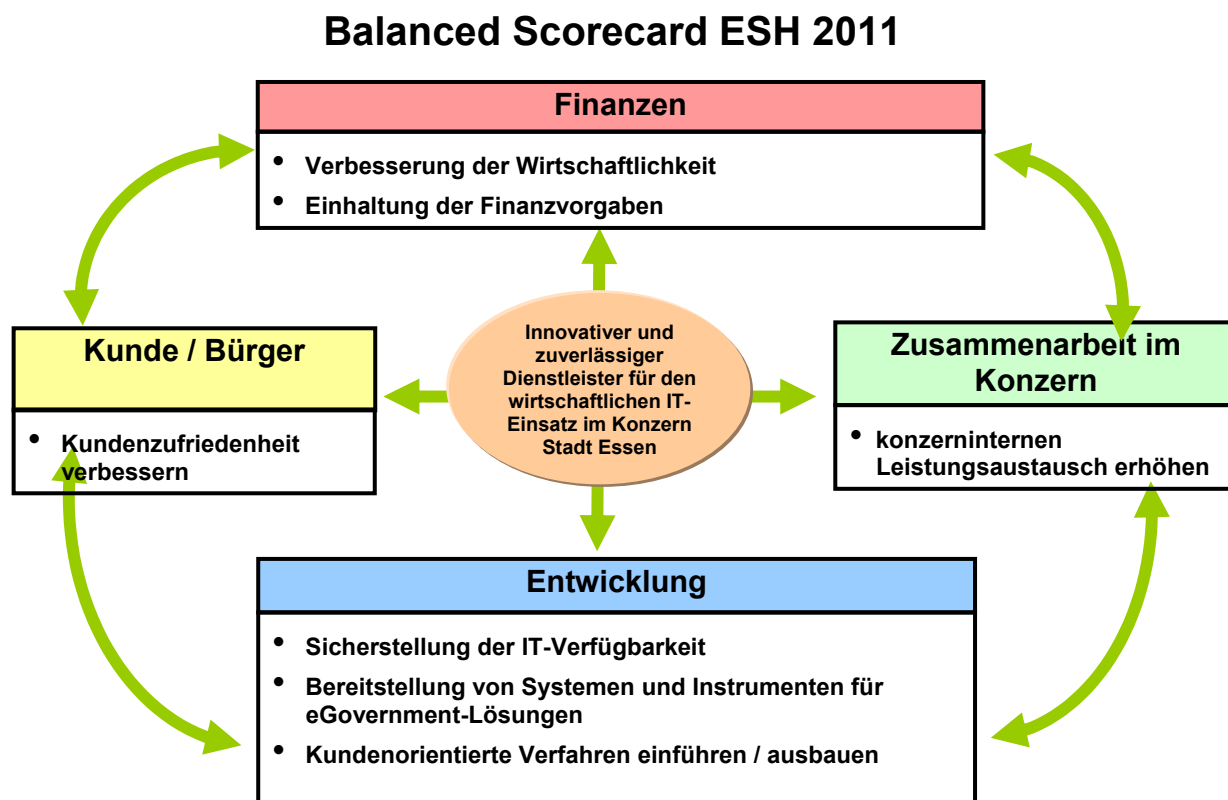 Balanced Scorecard ESH 2011
Finanzen
• Verbesserung der Wirtschaftlichkeit
• Einhaltung der Finanzvorgaben
Kunde / Bürger
• Kundenzufriedenheit
verbessern
Innovativer und
zuverlässiger
Dienstleister für den
wirtschaftlichen IT-
Einsatz im Konzern
Stadt Essen
Zusammenarbeit im
Konzern
• konzerninternen
Leistungsaustausch erhöhen
Entwicklung
• Sicherstellung der IT-Verfügbarkeit
• Bereitstellung von Systemen und Instrumenten für
eGovernment-Lösungen
• Kundenorientierte Verfahren einführen / ausbauen